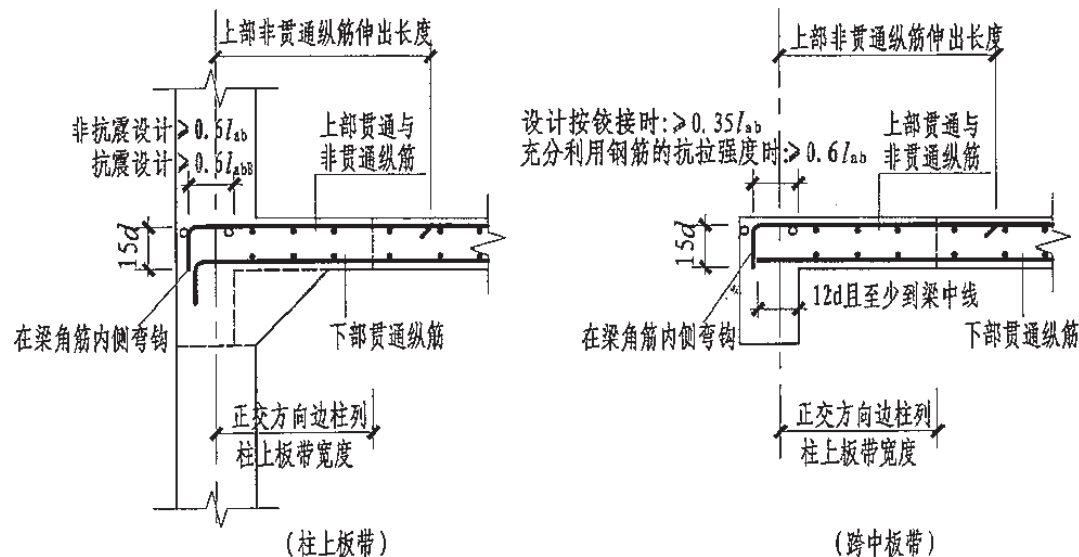 上部非贯通纵筋伸出长度
非抗震设计≥0.6lab
抗震设计≥0.6labE
上部贯通与
非贯通纵筋
15d
在梁角筋内侧弯钩
下部贯通纵筋
正交方向边柱列
柱上板带宽度
(柱上板带)
上部非贯通纵筋伸出长度
设计按铰接时:≥0.35lab
充分利用钢筋的抗拉强度时:≥0.6lab
上部贯通与
非贯通纵筋
15d
12d且至少到梁中线
在梁角筋内侧弯钩
下部贯通纵筋
正交方向边柱列
柱上板带宽度
(跨中板带)